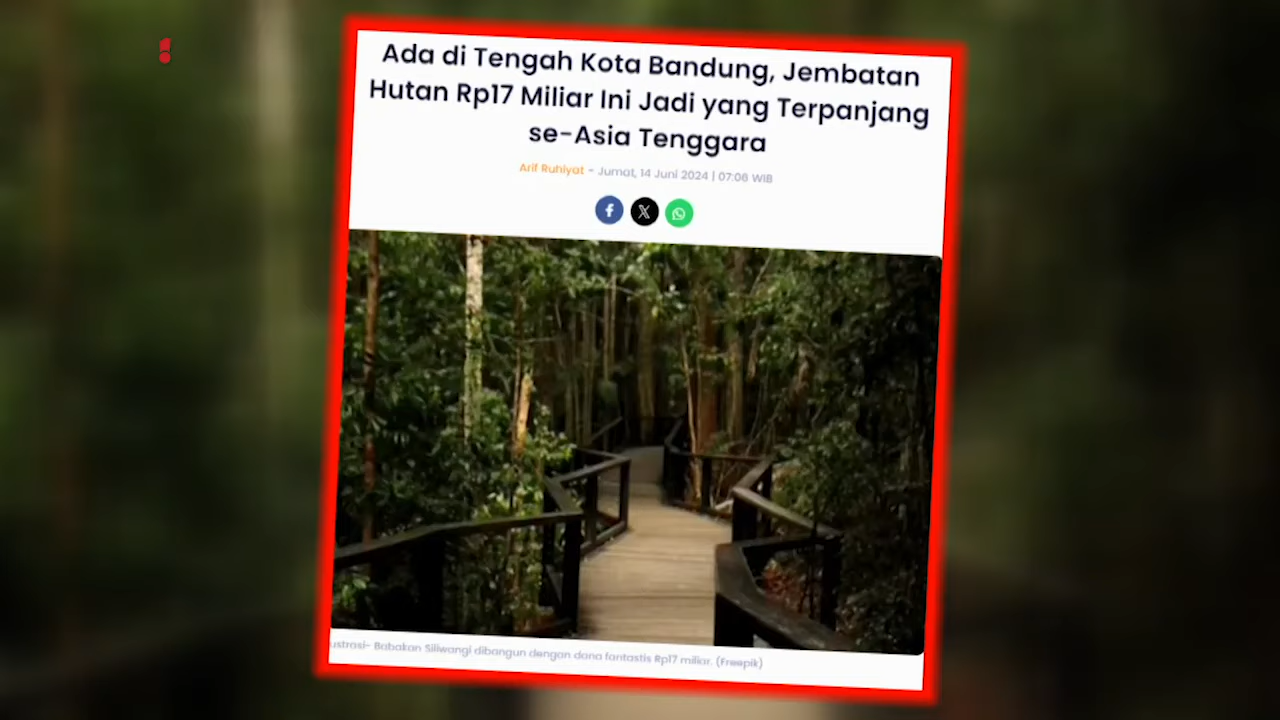 Ada di Tengah Kota Bandung, Jembatan
Hutan Rp17 Miliar Ini Jadi yang Terpanjang
se-Asia Tenggara
Arif Ruhiyat - Jumat, 14 Juni 2024 | 07:06 WIB
ustrasi- Babakan Siliwangi dibangun dengan dana fantastis Rp17 miliar. (Freepik)